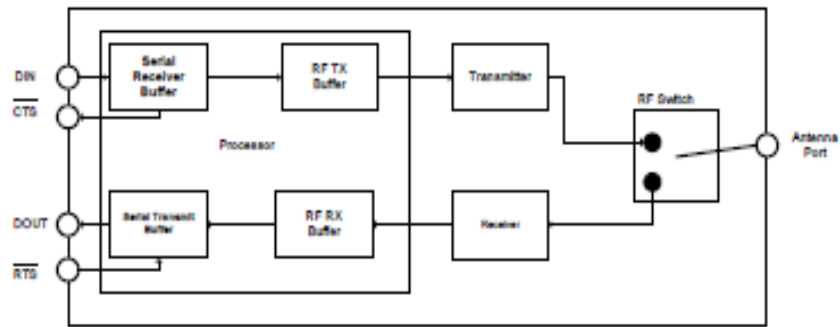 DIN
CTS
Serial
Receiver
Buffer
RF TX
Buffer
Transmitter
RF Switch
Antenna
Port
Processor
DOUT
RTS
Serial Transmit
Buffer
RF RX
Buffer
Receiver